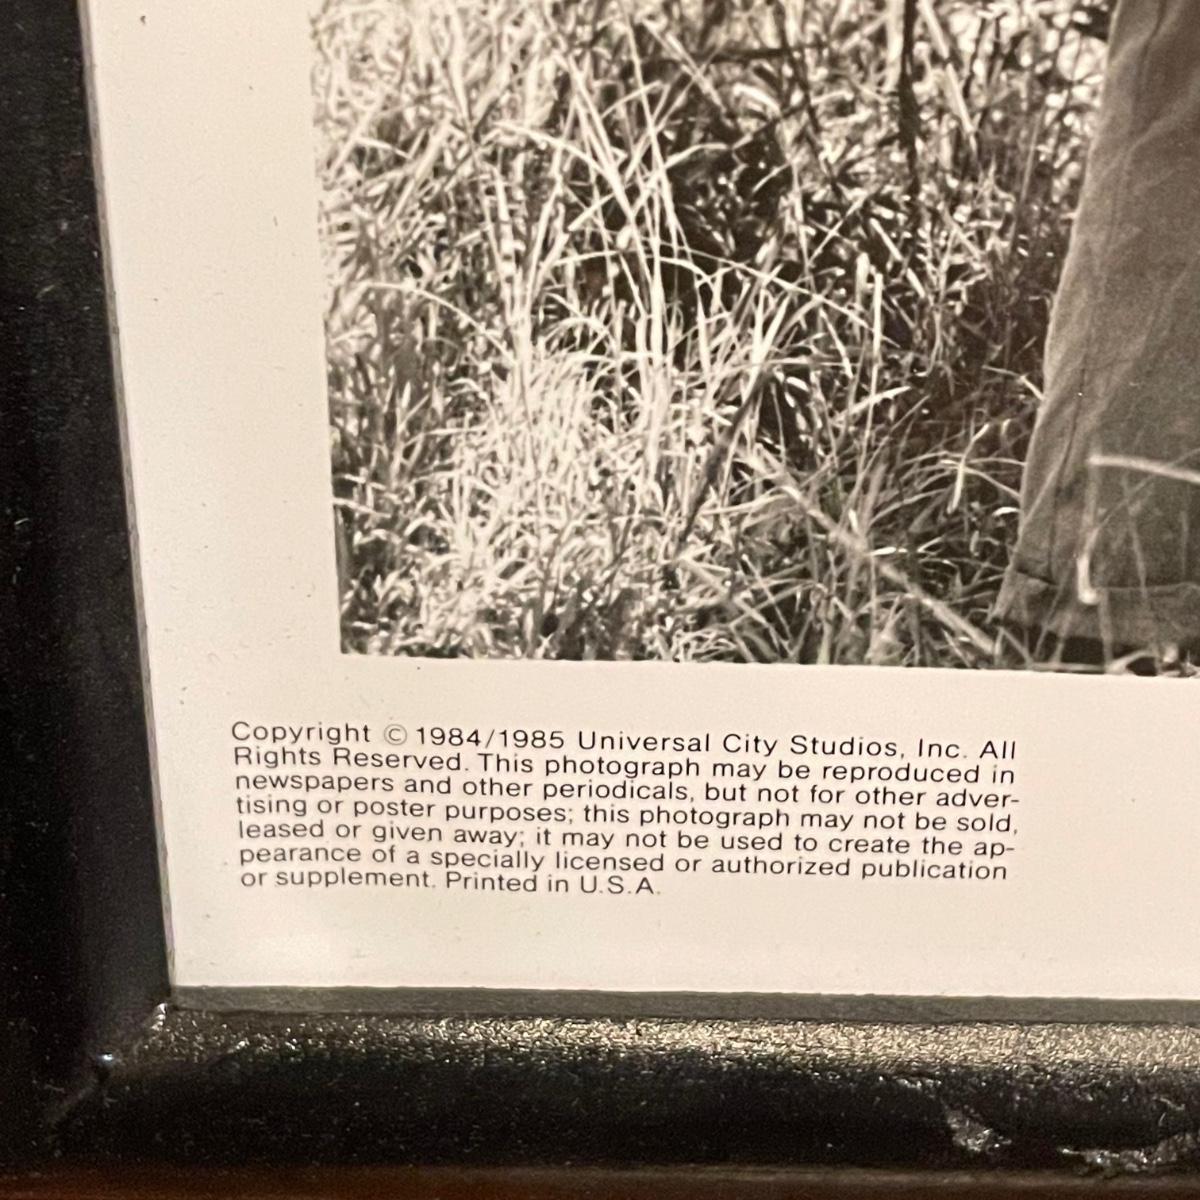 Copyright © 1984/1985 Universal City Studios, Inc. All
Rights Reserved. This photograph may be reproduced in
newspapers and other periodicals, but not for other adver-
tising or poster purposes; this photograph may not be sold,
leased or given away; it may not be used to create the ap-
pearance of a specially licensed or authorized publication
or supplement. Printed in U.S.A.